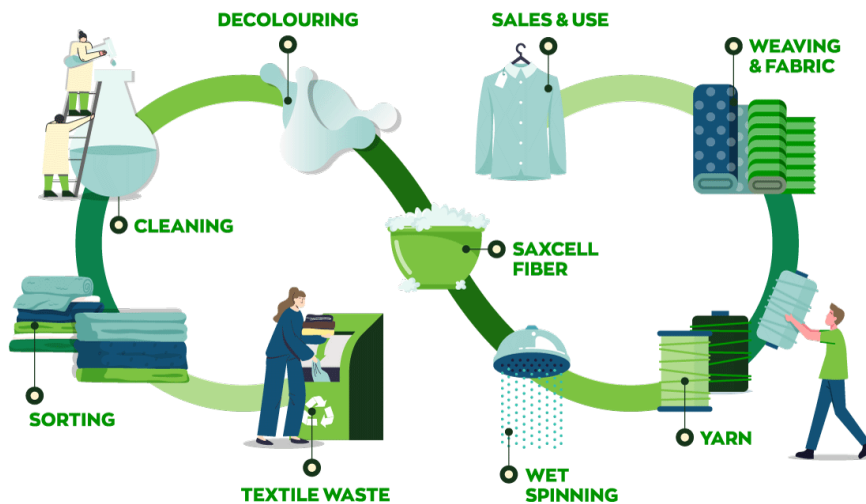 DECOLOURING
SALES & USE
WEAVING
& FABRIC
CLEANING
SAXCELL
FIBER
SORTING
YARN
TEXTILE WASTE
WET
SPINNING